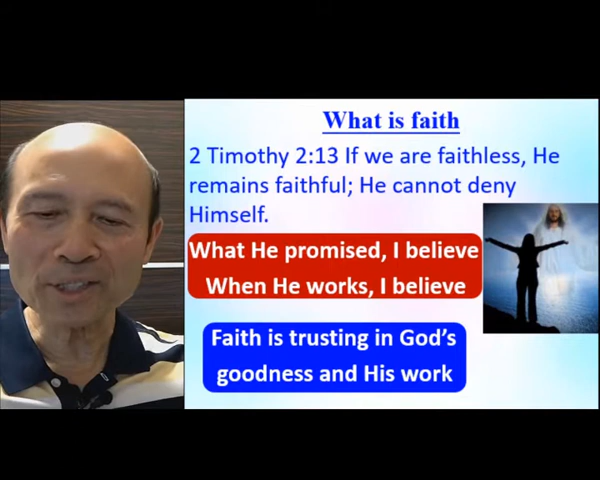 What is faith
2 Timothy 2:13 If we are faithless, He
remains faithful; He cannot deny
Himself.
What He promised, I believe
When He works, I believe
Faith is trusting in God's
goodness and His work